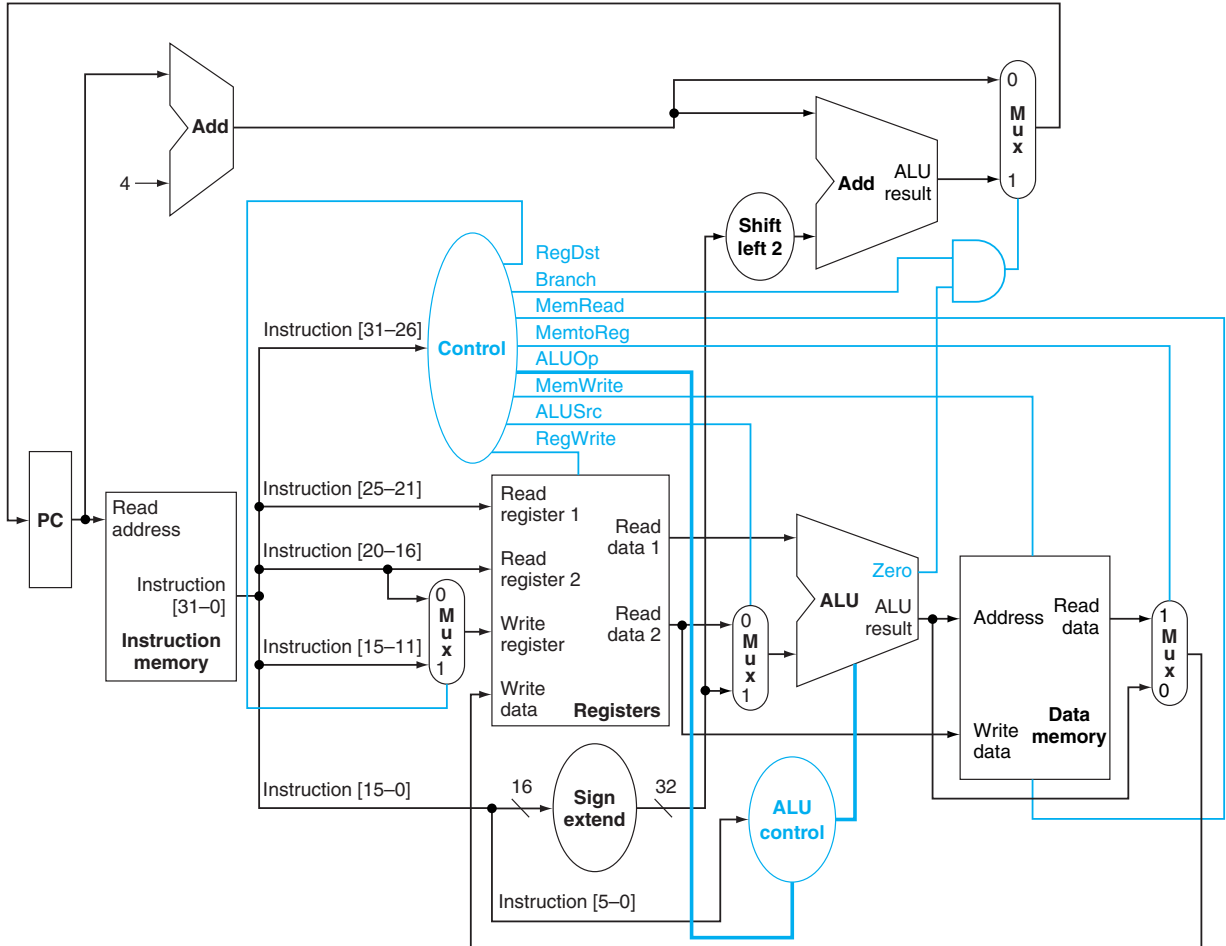 0
M
u
x
1
Add
Add
ALU
result
4
Shift
left 2
RegDst
Branch
MemRead
MemtoReg
ALUOp
MemWrite
ALUSrc
RegWrite
Control
Instruction [31–26]
Instruction [25–21]
Instruction [20–16]
Instruction [15–11]
Instruction [15–0]
Instruction [5–0]
PC
Read
address
Instruction
[31–0]
Instruction
memory
0
M
u
x
1
Read
register 1
Read
register 2
Write
register
Write
data
Read
data 1
Read
data 2
Registers
0
M
u
x
1
Zero
ALU
ALU
result
Address
Read
data
Write
data
Data
memory
1
M
u
x
0
16
Sign
extend
32
ALU
control